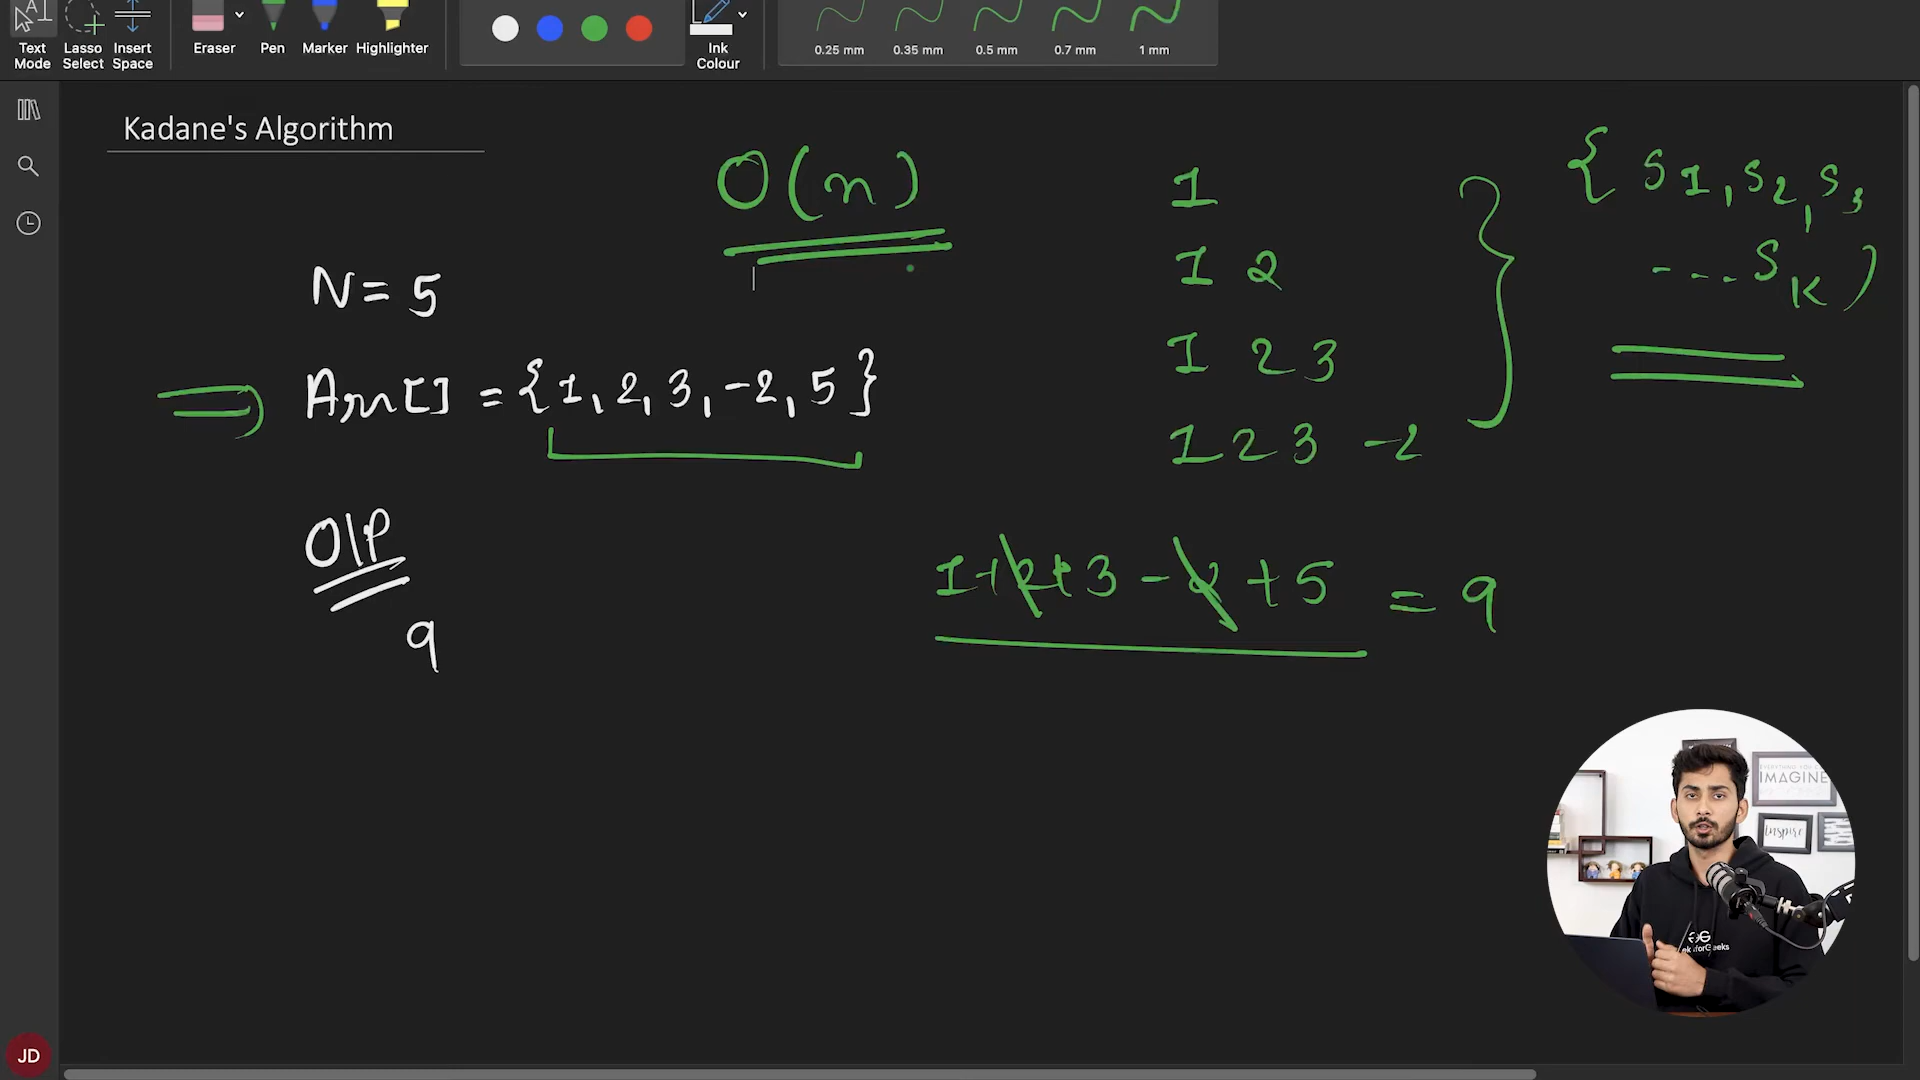 Text Mode
Lasso Select
Insert Space
Eraser
Pen
Marker
Highlighter
Ink Colour
0.25 mm
0.35 mm
0.5 mm
0.7 mm
1 mm
Kadane's Algorithm
O(n)
N = 5
Arr[] = {1, 2, 3, -2, 5}
O|P
9
1
1 2
1 2 3
1 2 3 -2
{ S1, S2, S3
---- SK )
1+2+3-2+5 = 9
IMAGINE
Inspire
JD